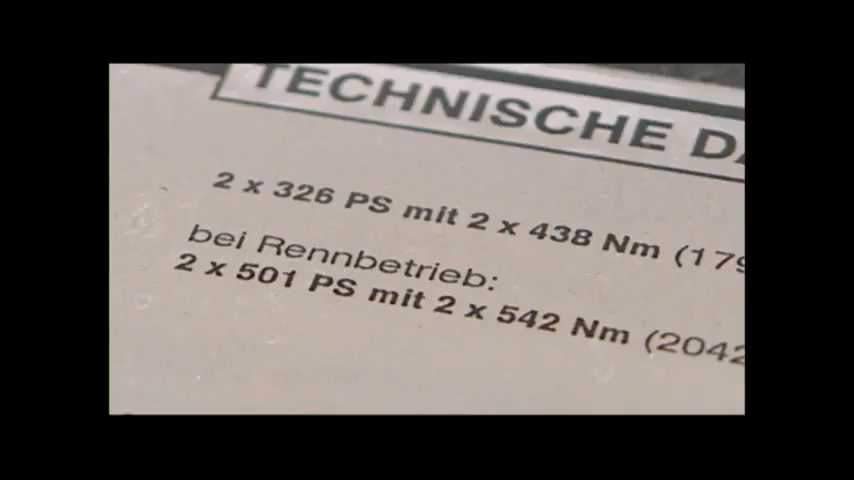 TECHNISCHE
2 x 326 PS mit 2 x 438 Nm (179
bei Rennbetrieb:
2 x 501 PS mit 2 x 542 Nm (2042